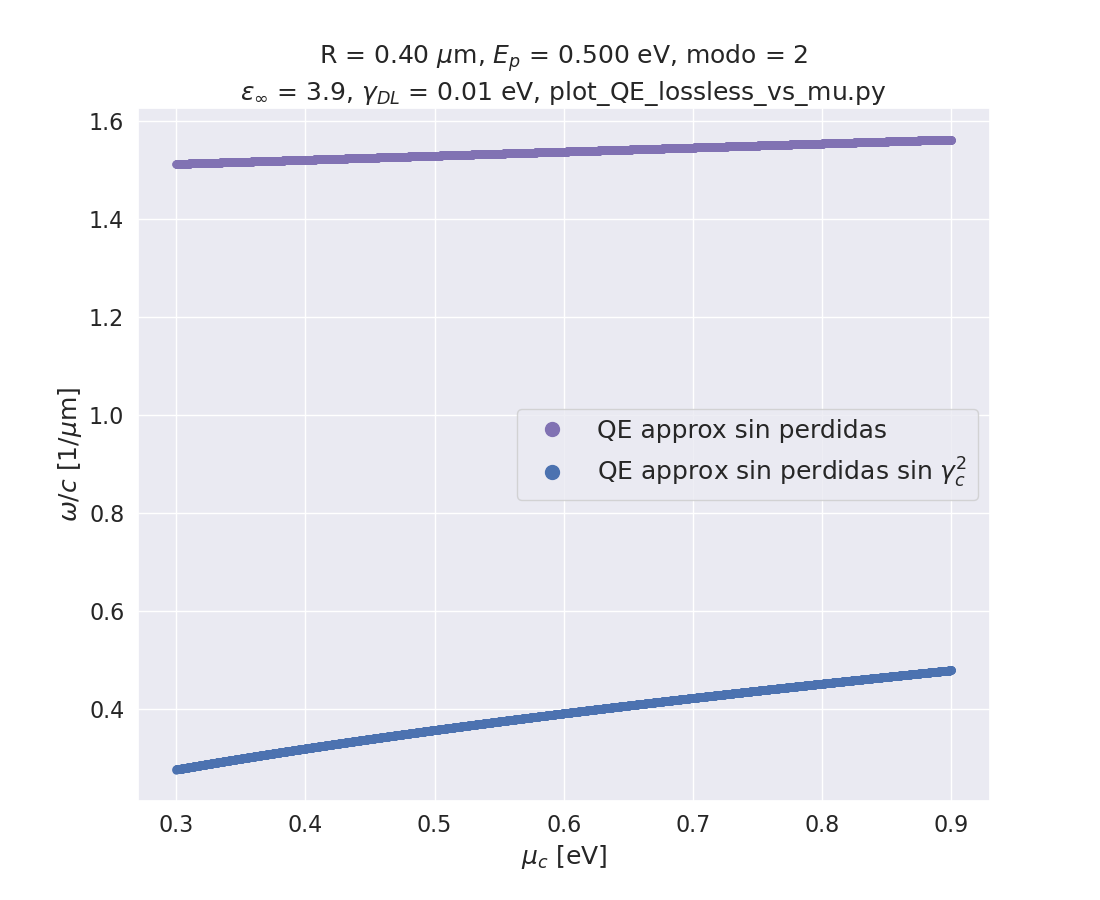 R = 0.40 μm, E_p = 0.500 eV, modo = 2
ε_∞ = 3.9, γ_DL = 0.01 eV, plot_QE_lossless_vs_mu.py
1.6
1.4
1.2
1.0
0.8
0.6
0.4
ω/c [1/μm]
QE approx sin perdidas
QE approx sin perdidas sin γ_c^2
0.3 0.4 0.5 0.6 0.7 0.8 0.9
μ_c [eV]